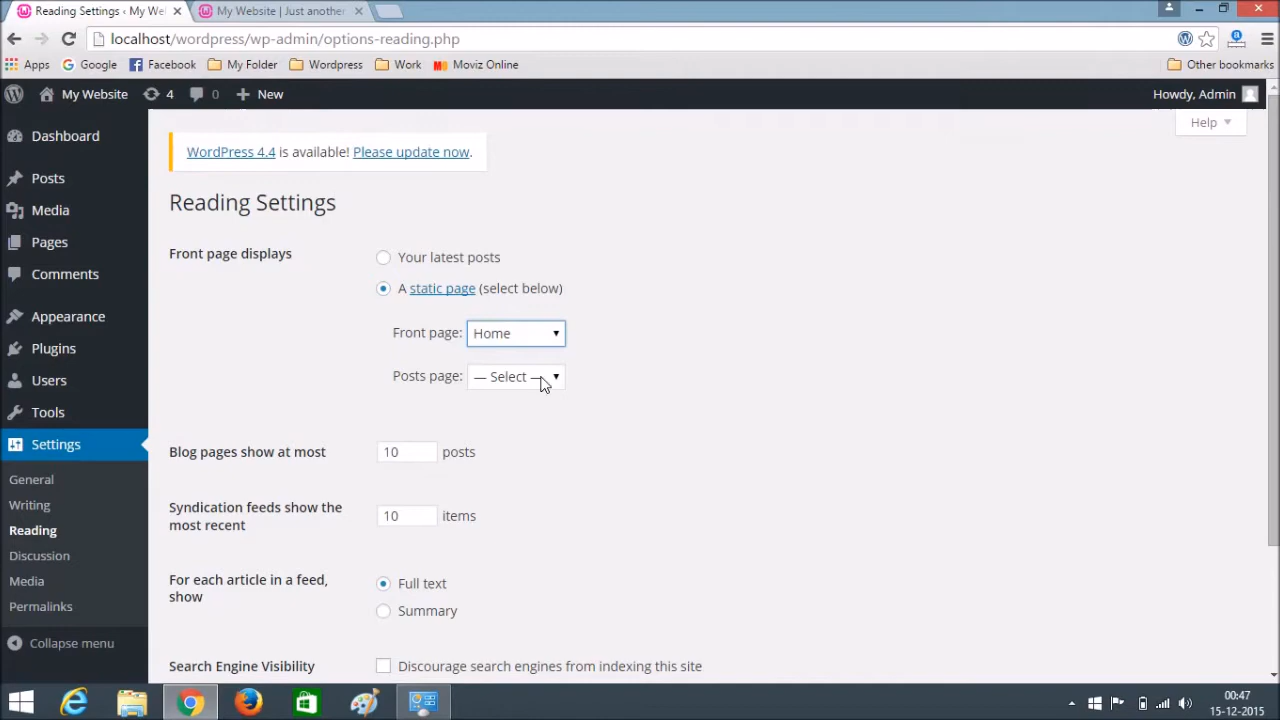 Reading Settings ‹ My Wel
My Website | Just another
localhost/wordpress/wp-admin/options-reading.php
Apps
Google
Facebook
My Folder
Wordpress
Work
Moviz Online
Other bookmarks
My Website
4
0
New
Howdy, Admin
Help
Dashboard
Posts
Media
Pages
Comments
Appearance
Plugins
Users
Tools
Settings
General
Writing
Reading
Discussion
Media
Permalinks
Collapse menu
WordPress 4.4 is available! Please update now.
Reading Settings
Front page displays
Your latest posts
A static page (select below)
Front page: Home
Posts page: — Select —
Blog pages show at most
10 posts
Syndication feeds show the
most recent
10 items
For each article in a feed,
show
Full text
Summary
Search Engine Visibility
Discourage search engines from indexing this site
00:47
15-12-2015